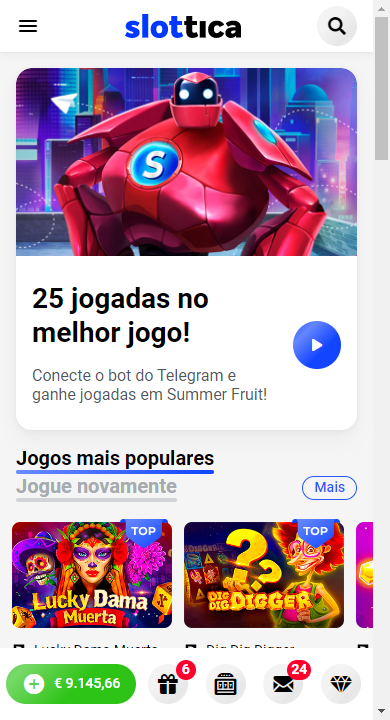 slottica
S
25 jogadas no
melhor jogo!
Conecte o bot do Telegram e
ganhe jogadas em Summer Fruit!
Jogos mais populares
Jogue novamente
Mais
TOP
TOP
Lucky Dama
Muerta
DIG
DIG DIGGER
Lucky Dama Muerta
Dig Dig Digger
€ 9.145,66
6
24